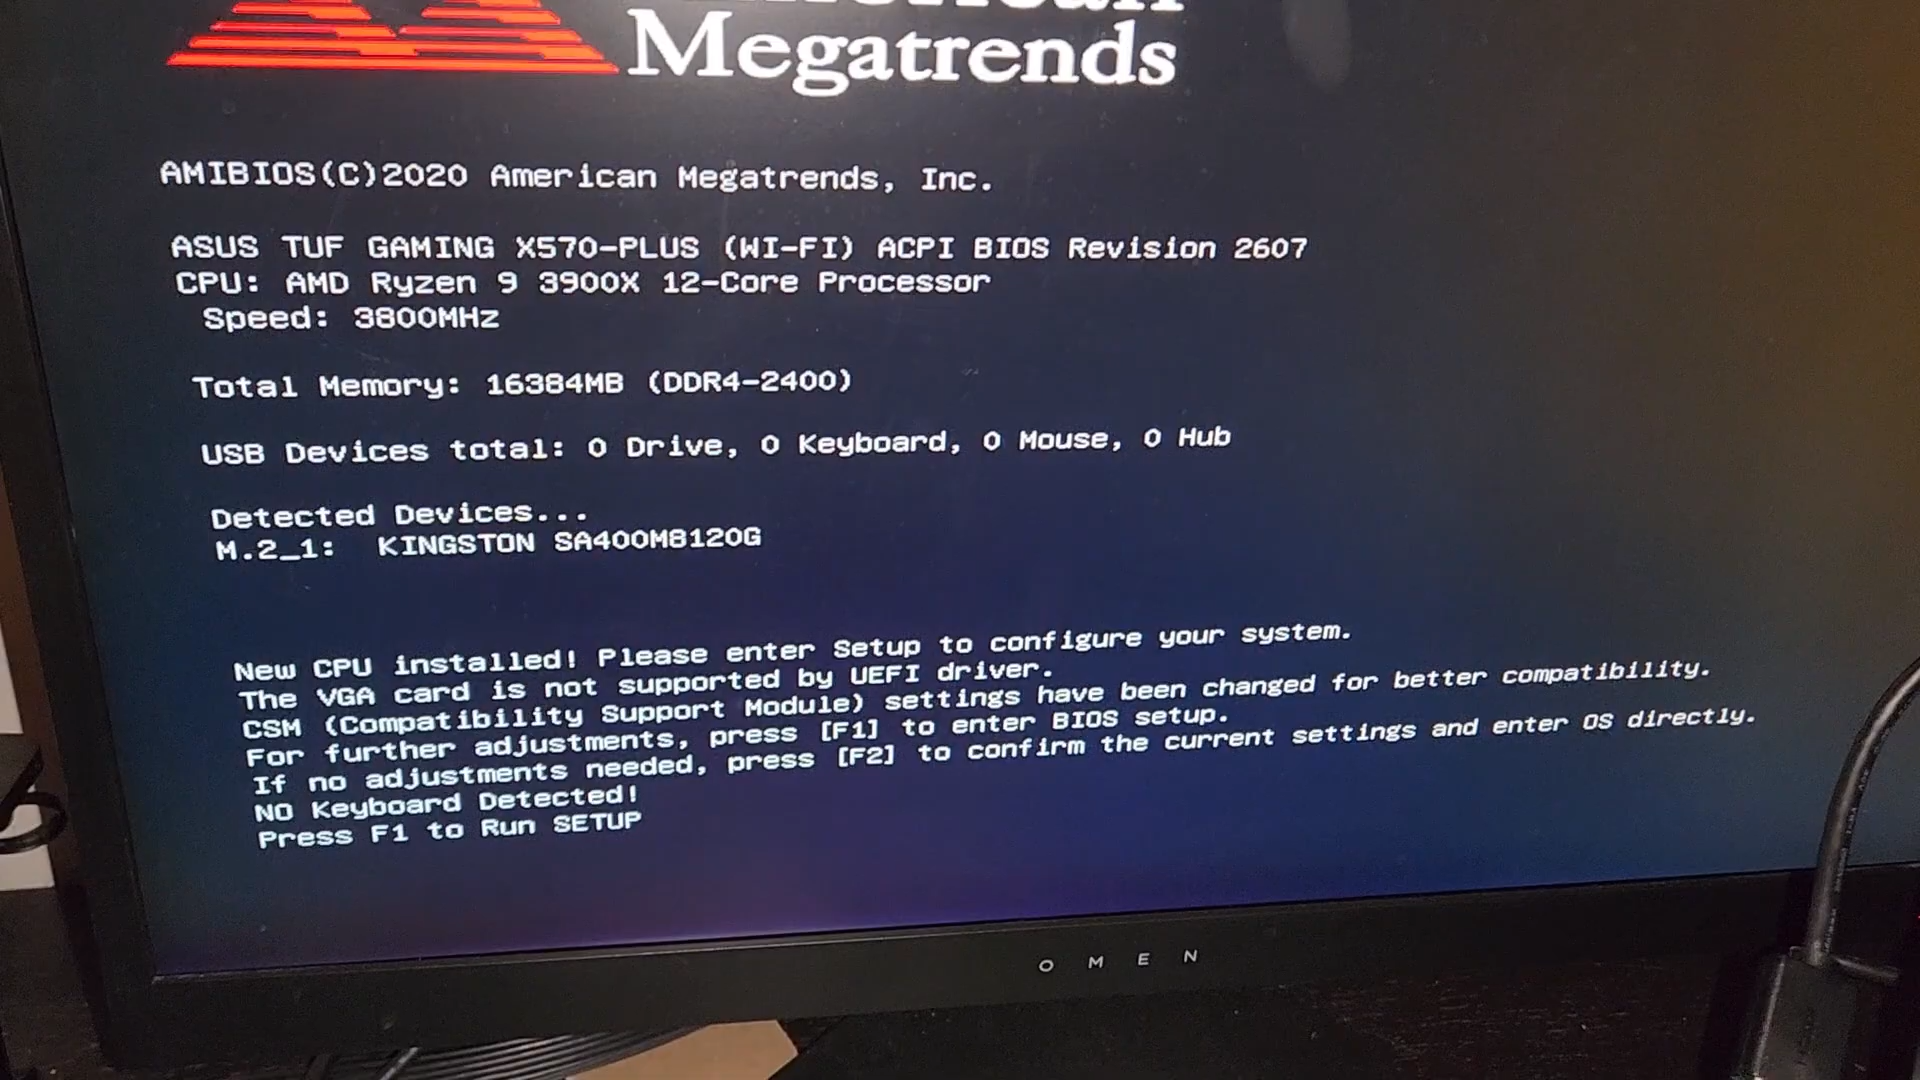 Megatrends
AMIBIOS(C)2020 American Megatrends, Inc.
ASUS TUF GAMING X570-PLUS (WI-FI) ACPI BIOS Revision 2607
CPU: AMD Ryzen 9 3900X 12-Core Processor
Speed: 3800MHz
Total Memory: 16384MB (DDR4-2400)
USB Devices total: 0 Drive, 0 Keyboard, 0 Mouse, 0 Hub
Detected Devices...
M.2_1: KINGSTON SA400M8120G
New CPU installed! Please enter Setup to configure your system.
The VGA card is not supported by UEFI driver.
CSM (Compatibility Support Module) settings have been changed for better compatibility.
For further adjustments, press [F1] to enter BIOS setup.
If no adjustments needed, press [F2] to confirm the current settings and enter OS directly.
NO Keyboard Detected!
Press F1 to Run SETUP
OMEN